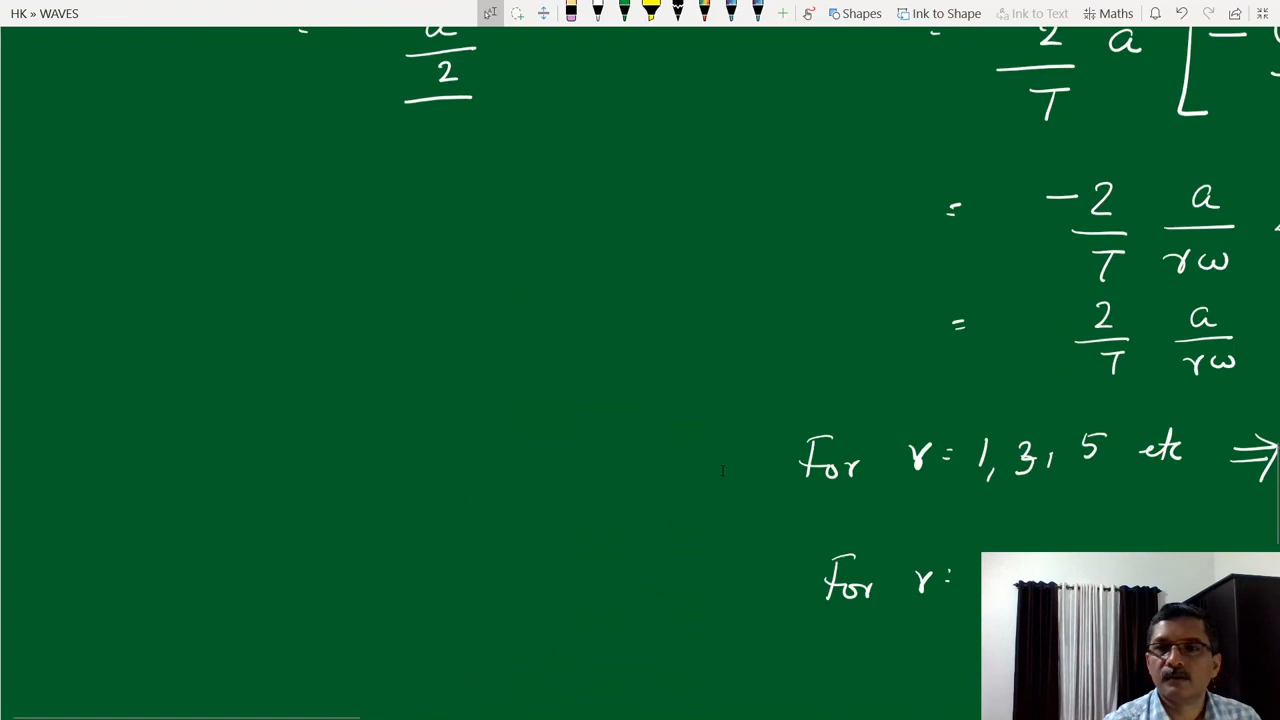 HK » WAVES Shapes Ink to Shape Ink to Text Maths
a/2
= 2/T a [ −
= −2/T a/rω
= 2/T a/rω
For r = 1, 3, 5 etc ⇒
For r =